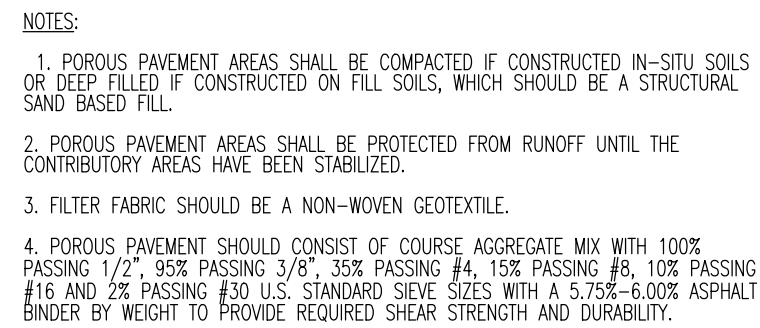 NOTES:
1. POROUS PAVEMENT AREAS SHALL BE COMPACTED IF CONSTRUCTED IN-SITU SOILS
OR DEEP FILLED IF CONSTRUCTED ON FILL SOILS, WHICH SHOULD BE A STRUCTURAL
SAND BASED FILL.
2. POROUS PAVEMENT AREAS SHALL BE PROTECTED FROM RUNOFF UNTIL THE
CONTRIBUTORY AREAS HAVE BEEN STABILIZED.
3. FILTER FABRIC SHOULD BE A NON-WOVEN GEOTEXTILE.
4. POROUS PAVEMENT SHOULD CONSIST OF COURSE AGGREGATE MIX WITH 100%
PASSING 1/2", 95% PASSING 3/8", 35% PASSING #4, 15% PASSING #8, 10% PASSING
#16 AND 2% PASSING #30 U.S. STANDARD SIEVE SIZES WITH A 5.75%-6.00% ASPHALT
BINDER BY WEIGHT TO PROVIDE REQUIRED SHEAR STRENGTH AND DURABILITY.